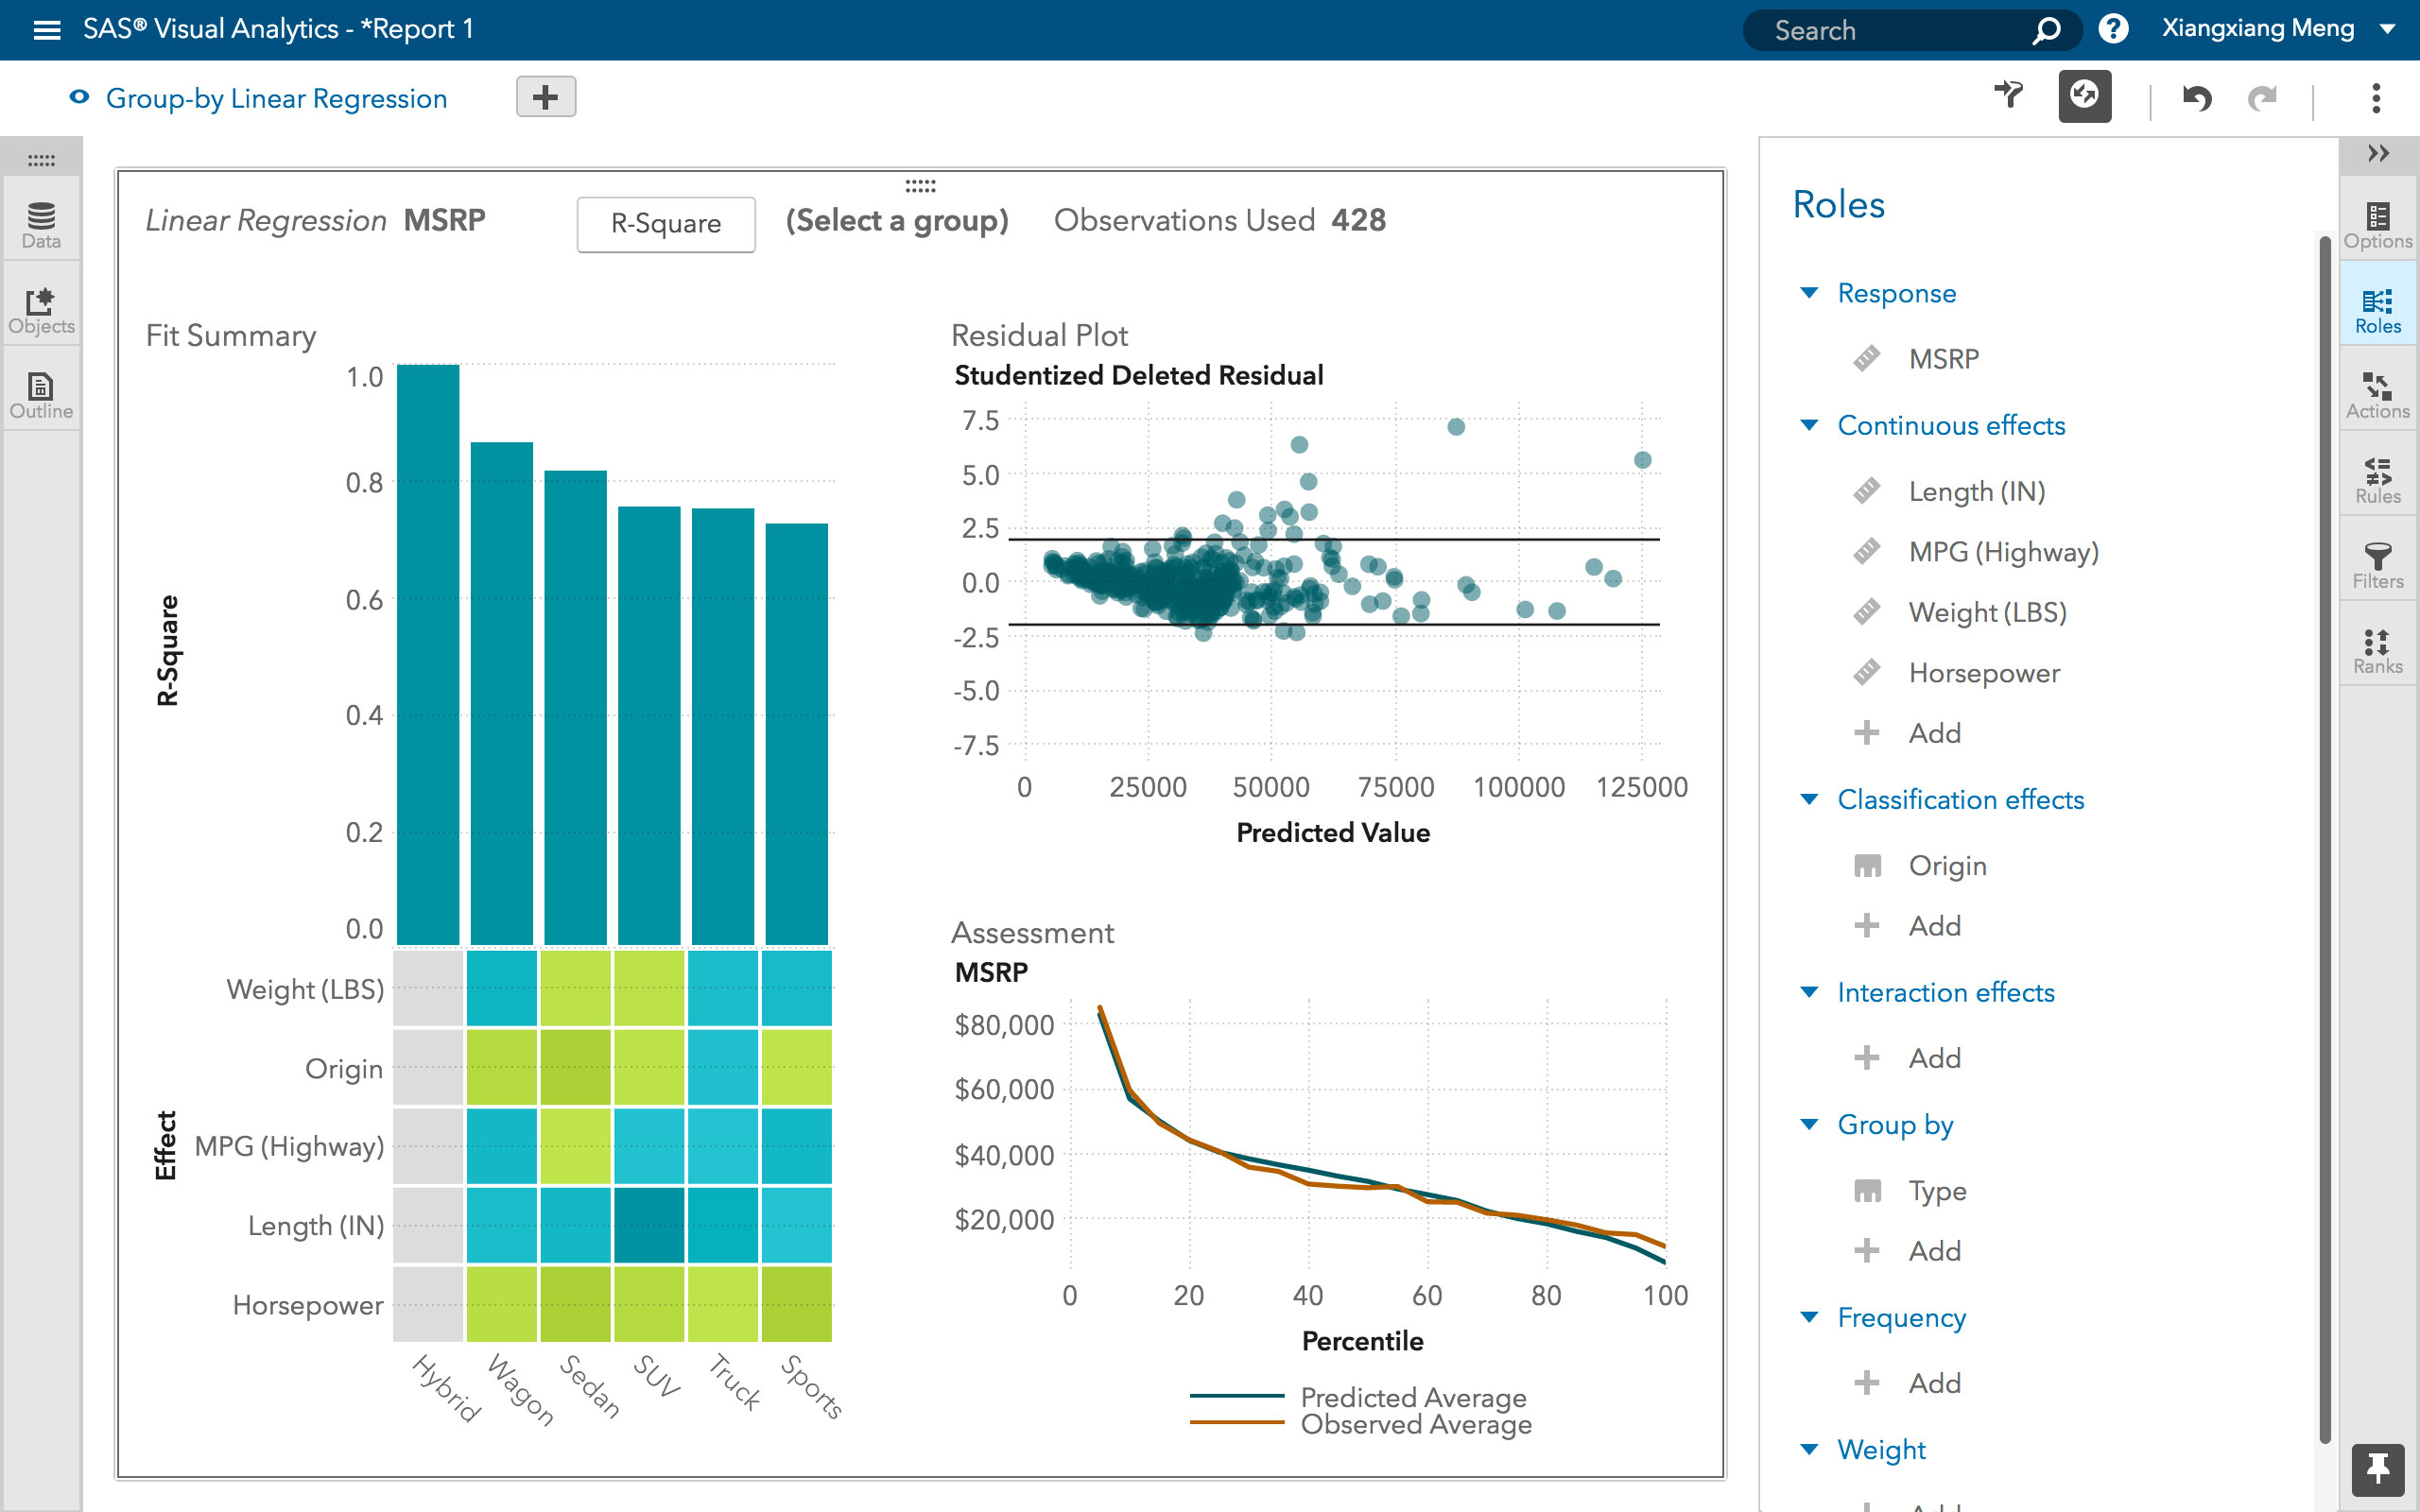 SAS® Visual Analytics - *Report 1
Search
Xiangxiang Meng
Group-by Linear Regression
Data
Objects
Outline
Linear Regression MSRP
R-Square
(Select a group)
Observations Used 428
Fit Summary
R-Square
1.0
0.8
0.6
0.4
0.2
0.0
Effect
Weight (LBS)
Origin
MPG (Highway)
Length (IN)
Horsepower
Hybrid
Wagon
Sedan
SUV
Truck
Sports
Residual Plot
Studentized Deleted Residual
7.5
5.0
2.5
0.0
-2.5
-5.0
-7.5
0 25000 50000 75000 100000 125000
Predicted Value
Assessment
MSRP
$80,000
$60,000
$40,000
$20,000
0 20 40 60 80 100
Percentile
Predicted Average
Observed Average
Roles
Response
MSRP
Continuous effects
Length (IN)
MPG (Highway)
Weight (LBS)
Horsepower
Add
Classification effects
Origin
Add
Interaction effects
Add
Group by
Type
Add
Frequency
Add
Weight
Options
Roles
Actions
Rules
Filters
Ranks